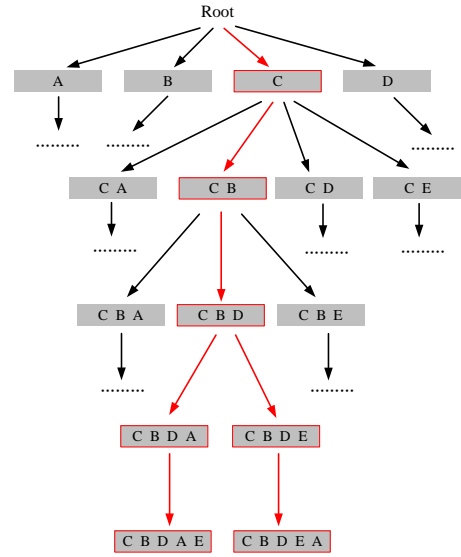 Root
A B C D
......... ......... .........
C A C B C D C E
......... ......... .........
C B A C B D C B E
......... .........
C B D A C B D E
C B D A E C B D E A